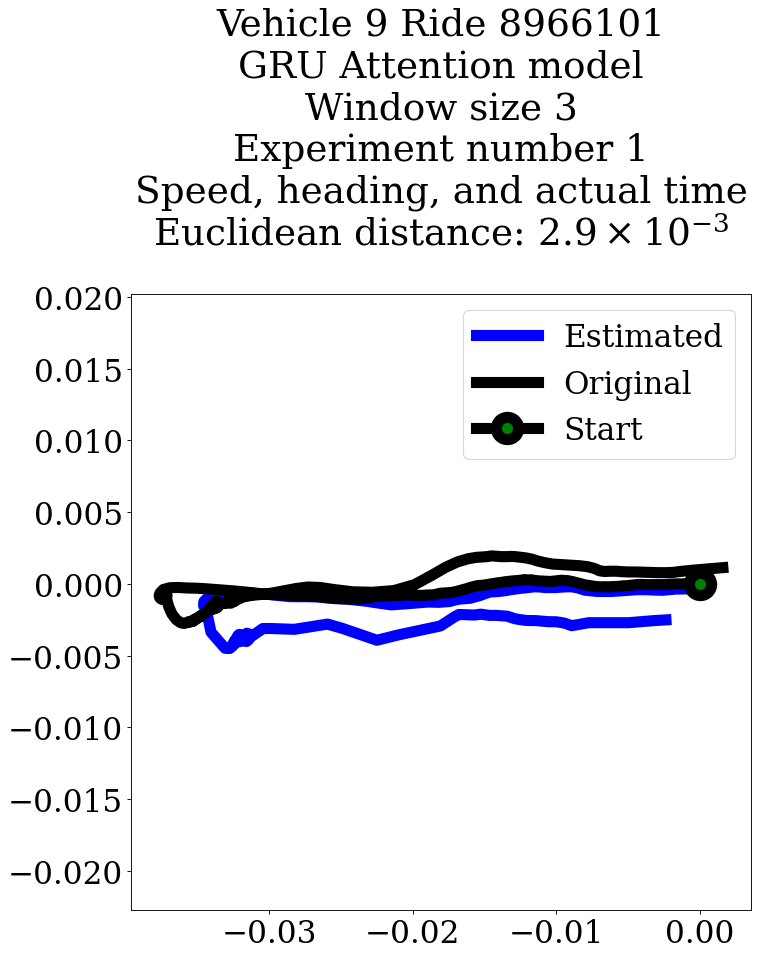 Vehicle 9 Ride 8966101
GRU Attention model
Window size 3
Experiment number 1
Speed, heading, and actual time
Euclidean distance: 2.9 × 10⁻³
0.020
0.015
0.010
0.005
0.000
−0.005
−0.010
−0.015
−0.020
Estimated
Original
Start
−0.03
−0.02
−0.01
0.00